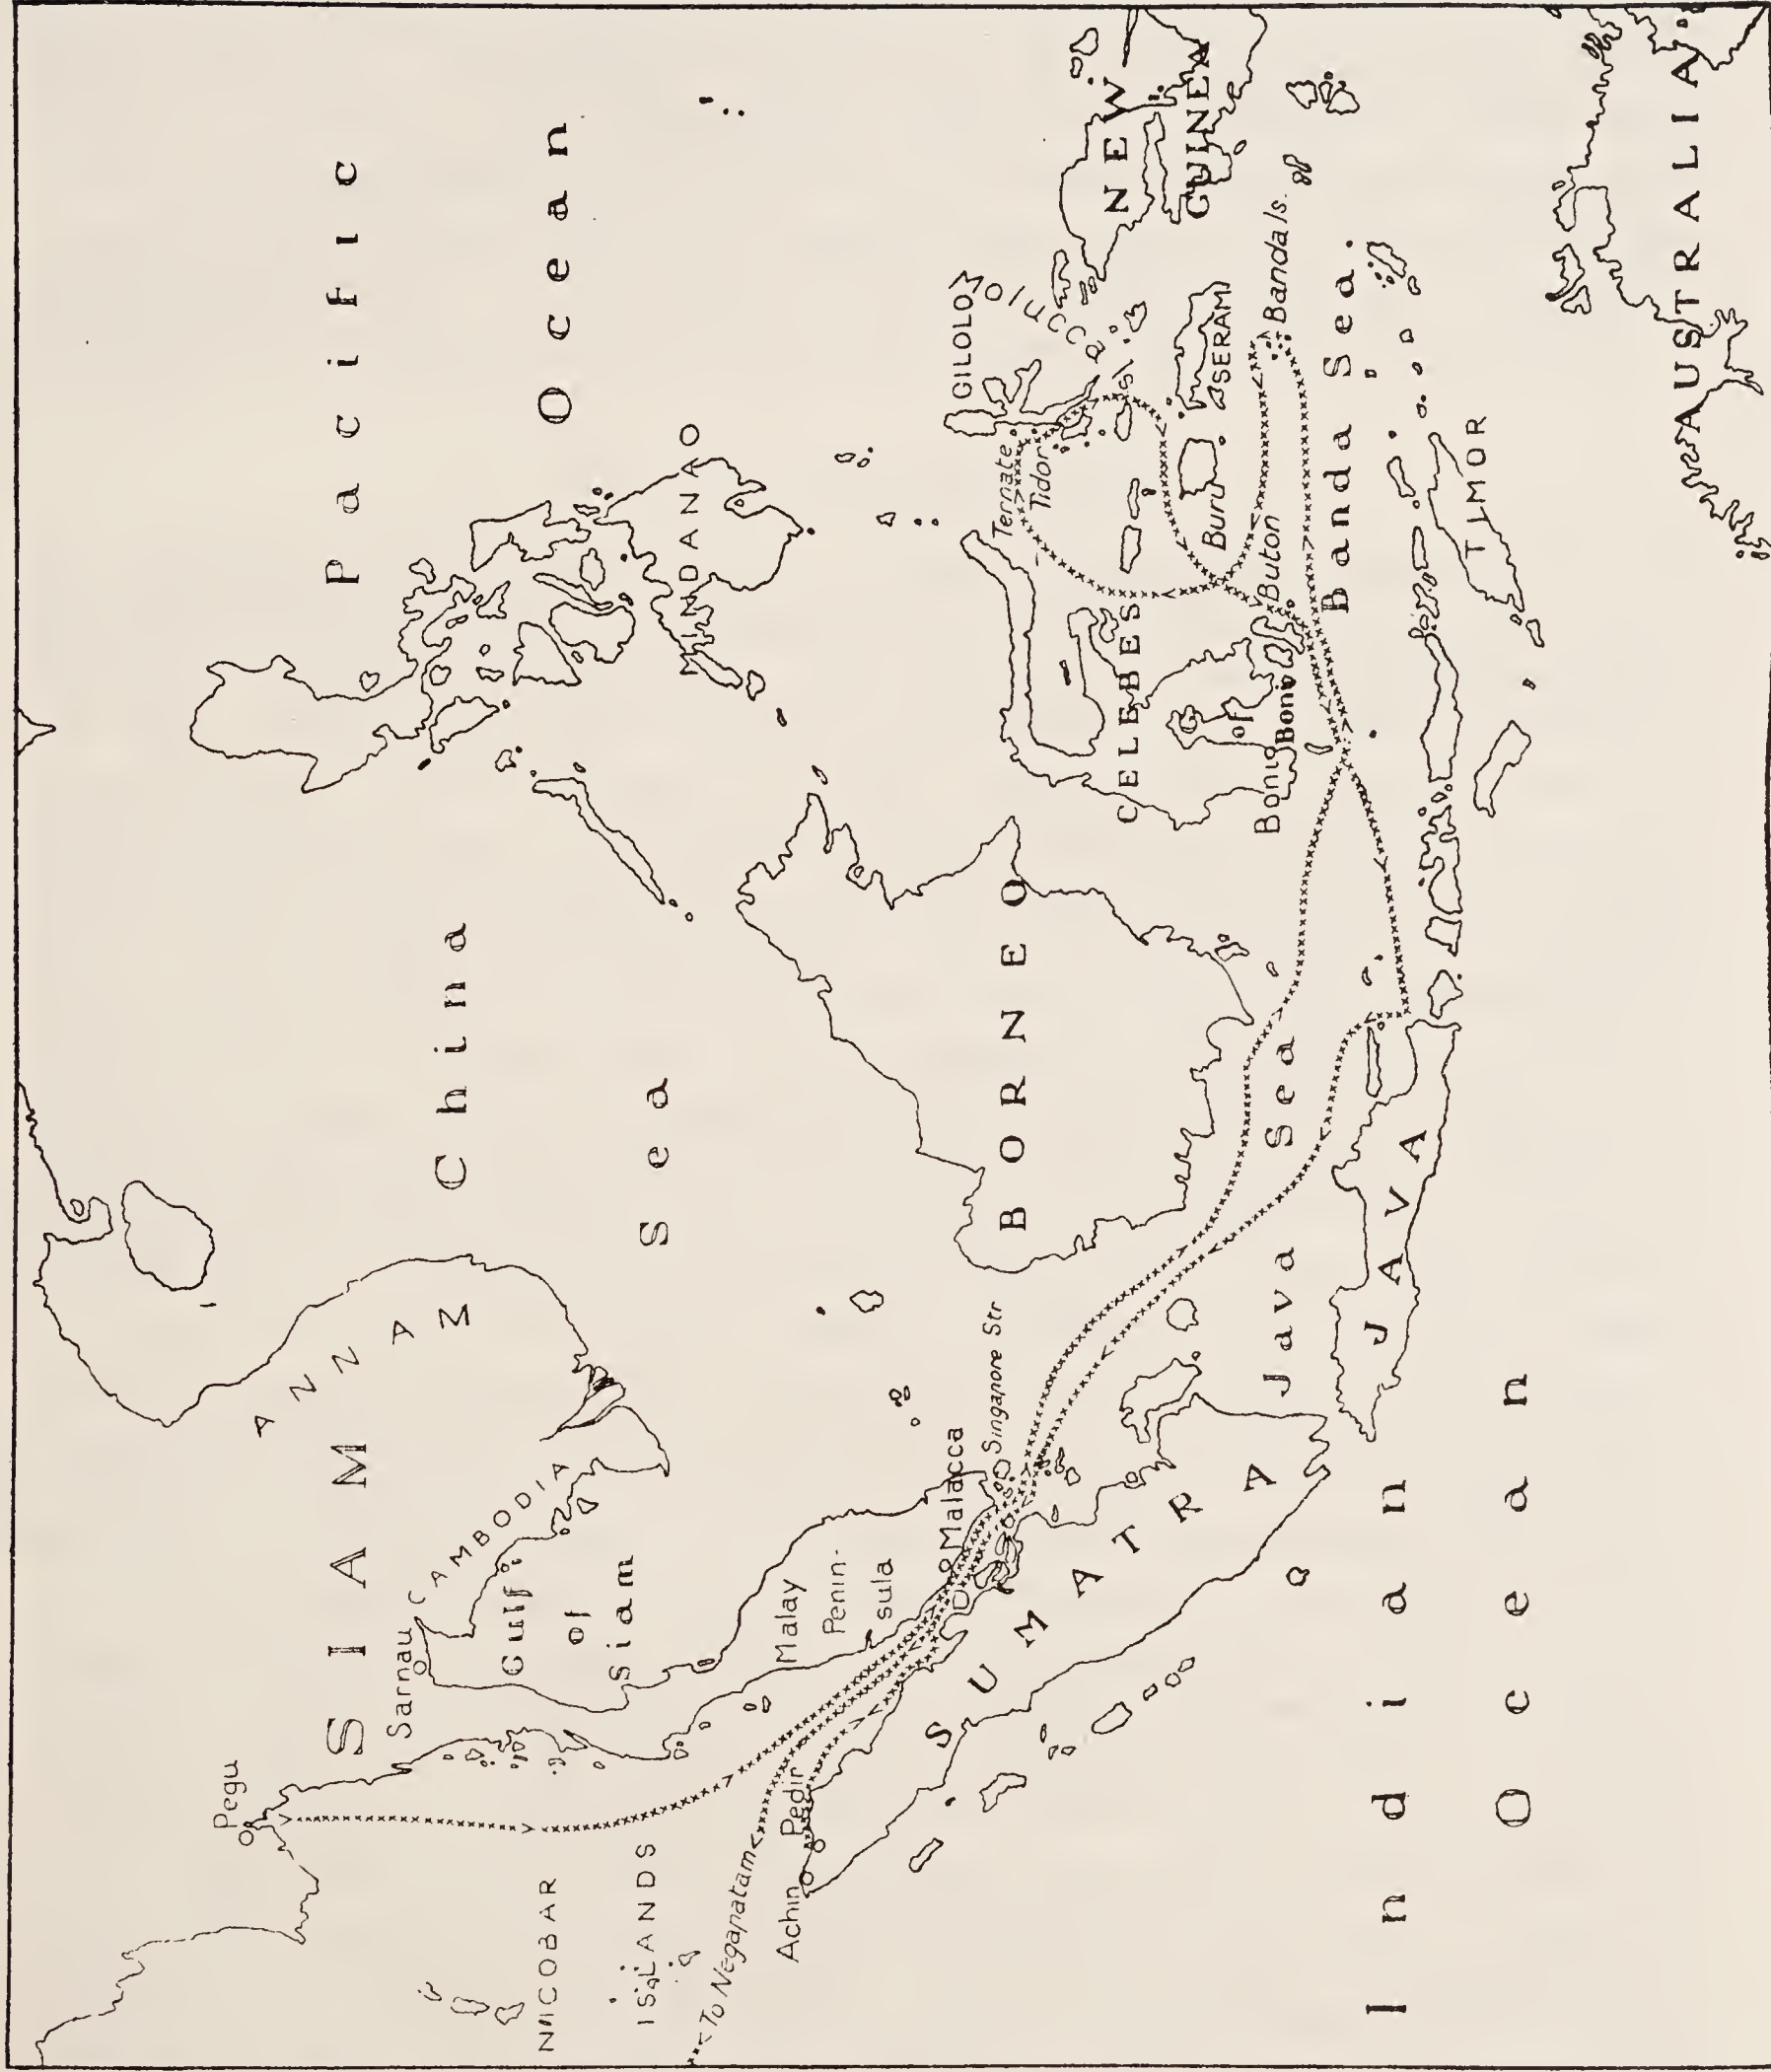 Pacific
Ocean
China
Sea
ANNAM
SIAM
CAMBODIA
Pegu
Sarnau
Gulf
of
Siam
Malay
Penin-
sula
NICOBAR
ISLANDS
To Negapatam
Achin
Pedir
Malacca
Singapore Str
SUMATRA
BORNEO
MINDANAO
GILOLO
Molucca Is.
Ternate
Tidor
CELEBES
G
of
Boni
Boni
Buru
Buton
SERAM
Banda Is.
NEW
GUINEA
Banda Sea
Java Sea
JAVA
TIMOR
AUSTRALIA
Indian
Ocean